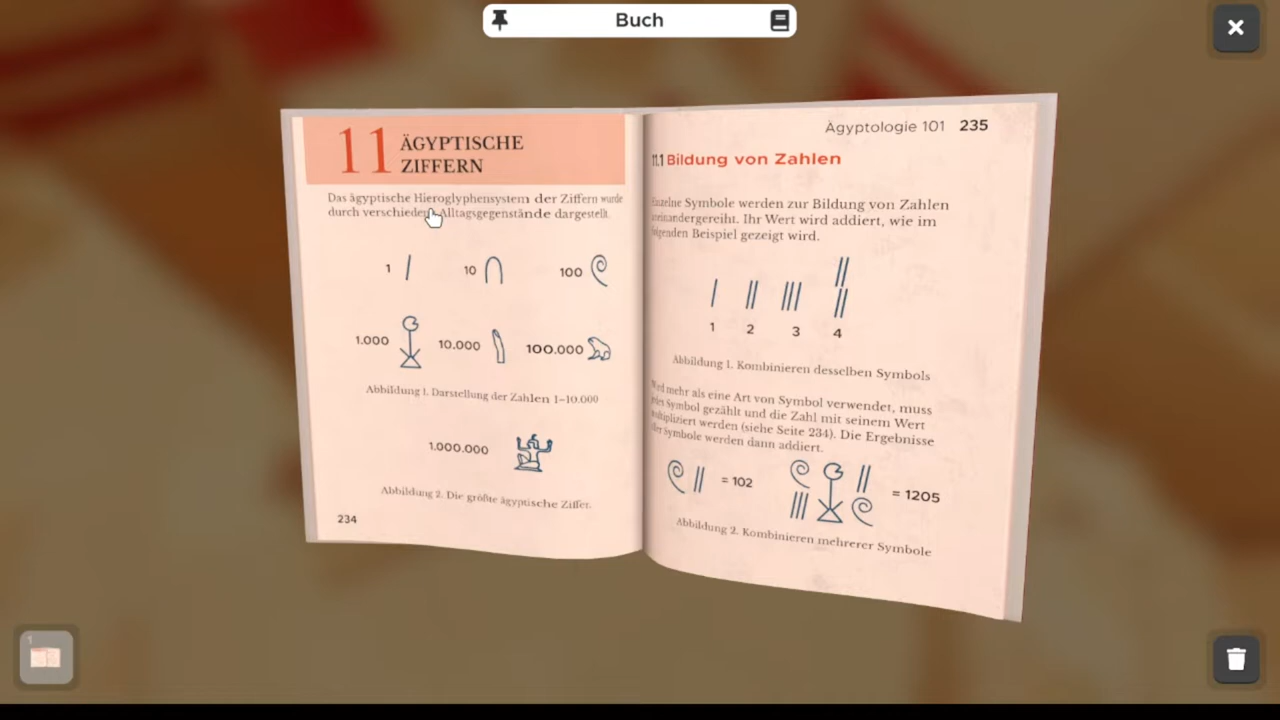 Buch
11 ÄGYPTISCHE
ZIFFERN
Das ägyptische Hieroglyphensystem der Ziffern wurde
durch verschieden Alltagsgegenstände dargestellt.
1 10 100
1.000 10.000 100.000
Abbildung 1. Darstellung der Zahlen 1–10.000
1.000.000
Abbildung 2. Die größte ägyptische Ziffer.
234
Ägyptologie 101 235
11.1 Bildung von Zahlen
Symbole werden zur Bildung von Zahlen
Ihr Wert wird addiert, wie im
Beispiel gezeigt wird.
1 2 3 4
Abbildung 1. Kombinieren desselben Symbols
mehr als eine Art von Symbol verwendet, muss
Symbol gezählt und die Zahl mit seinem Wert
werden (siehe Seite 234). Die Ergebnisse
der Symbole werden dann addiert.
= 102 = 1205
Abbildung 2. Kombinieren mehrerer Symbole
1